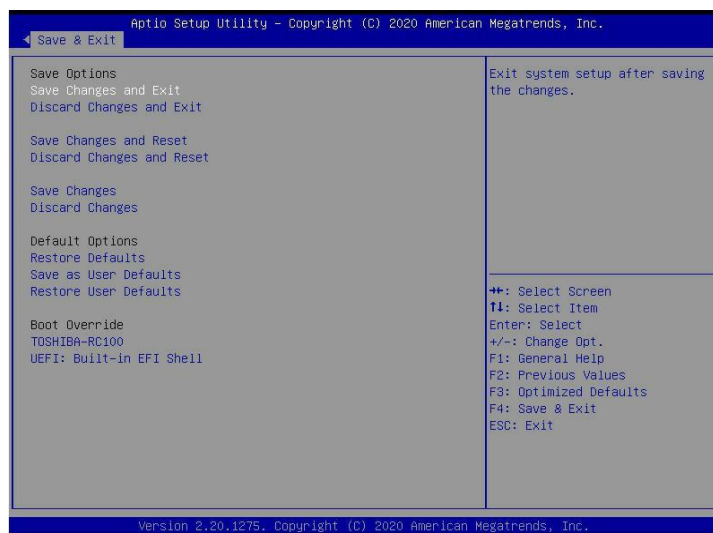 Aptio Setup Utility – Copyright (C) 2020 American Megatrends, Inc.
Save & Exit
Save Options
Save Changes and Exit
Discard Changes and Exit
Save Changes and Reset
Discard Changes and Reset
Save Changes
Discard Changes
Default Options
Restore Defaults
Save as User Defaults
Restore User Defaults
Boot Override
TOSHIBA-RC100
UEFI: Built-in EFI Shell
Exit system setup after saving
the changes.
→←: Select Screen
↑↓: Select Item
Enter: Select
+/-: Change Opt.
F1: General Help
F2: Previous Values
F3: Optimized Defaults
F4: Save & Exit
ESC: Exit
Version 2.20.1275. Copyright (C) 2020 American Megatrends, Inc.